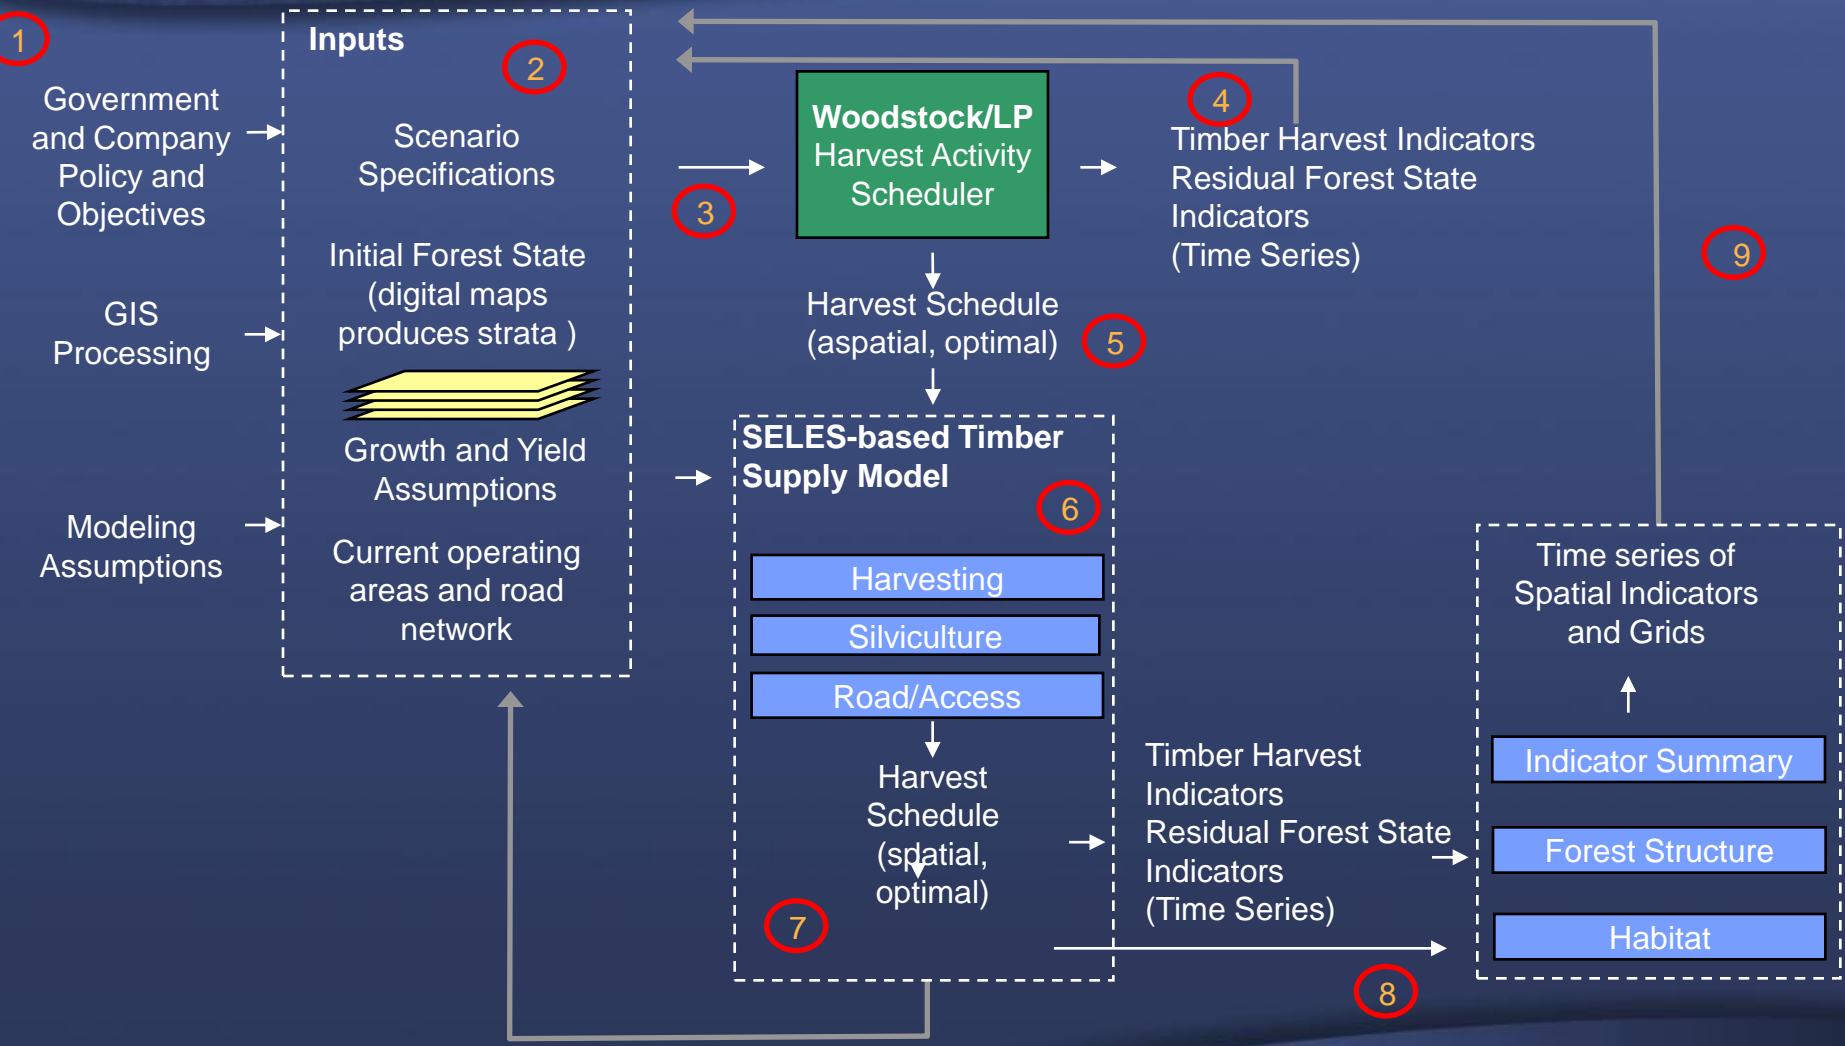 1
Government
and Company
Policy and
Objectives
GIS
Processing
Modeling
Assumptions
Inputs
2
Scenario
Specifications
Initial Forest State
(digital maps
produces strata )
Growth and Yield
Assumptions
Current operating
areas and road
network
3
Woodstock/LP
Harvest Activity
Scheduler
4
Timber Harvest Indicators
Residual Forest State
Indicators
(Time Series)
Harvest Schedule
(aspatial, optimal)
5
SELES-based Timber
Supply Model
6
Harvesting
Silviculture
Road/Access
Harvest
Schedule
(spatial,
optimal)
7
Timber Harvest
Indicators
Residual Forest State
Indicators
(Time Series)
8
9
Time series of
Spatial Indicators
and Grids
Indicator Summary
Forest Structure
Habitat